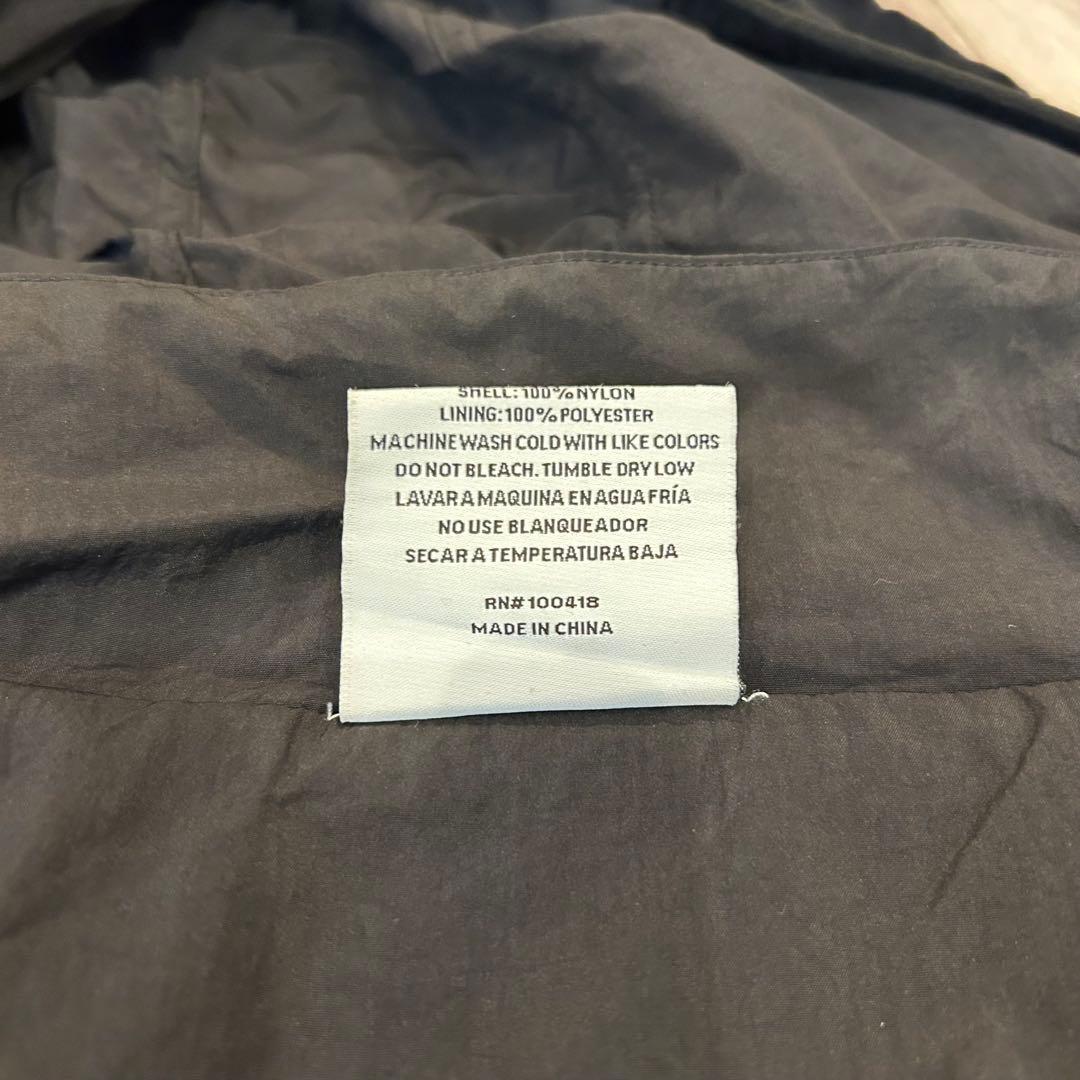 SHELL: 100% NYLON
LINING: 100% POLYESTER
MACHINE WASH COLD WITH LIKE COLORS
DO NOT BLEACH. TUMBLE DRY LOW
LAVAR A MAQUINA EN AGUA FRÍA
NO USE BLANQUEADOR
SECAR A TEMPERATURA BAJA
RN# 100418
MADE IN CHINA